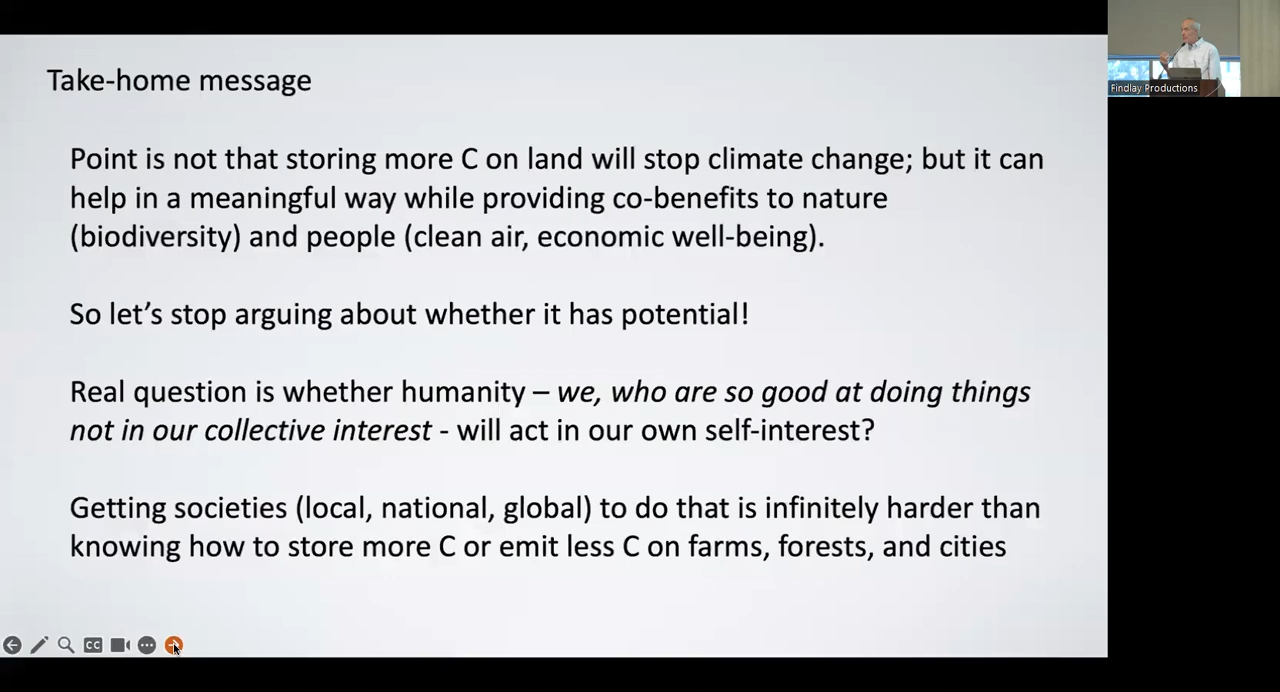 Take-home message
Point is not that storing more C on land will stop climate change; but it can
help in a meaningful way while providing co-benefits to nature
(biodiversity) and people (clean air, economic well-being).
So let’s stop arguing about whether it has potential!
Real question is whether humanity – we, who are so good at doing things
not in our collective interest - will act in our own self-interest?
Getting societies (local, national, global) to do that is infinitely harder than
knowing how to store more C or emit less C on farms, forests, and cities
CC
Findlay Productions